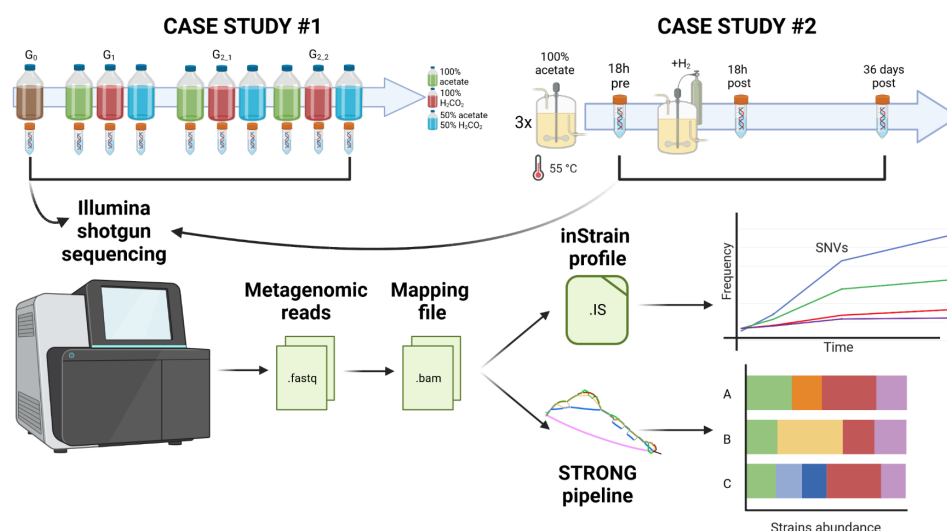 CASE STUDY #1
CASE STUDY #2
G₀
G₁
G₂_₁
G₂_₂
100%
acetate
100%
H₂CO₂
50% acetate
50% H₂CO₂
100%
acetate
3x
55 °C
18h
pre
+H₂
18h
post
36 days
post
Illumina
shotgun
sequencing
Metagenomic
reads
.fastq
Mapping
file
.bam
inStrain
profile
.IS
STRONG
pipeline
Frequency
SNVs
Time
A
B
C
Strains abundance